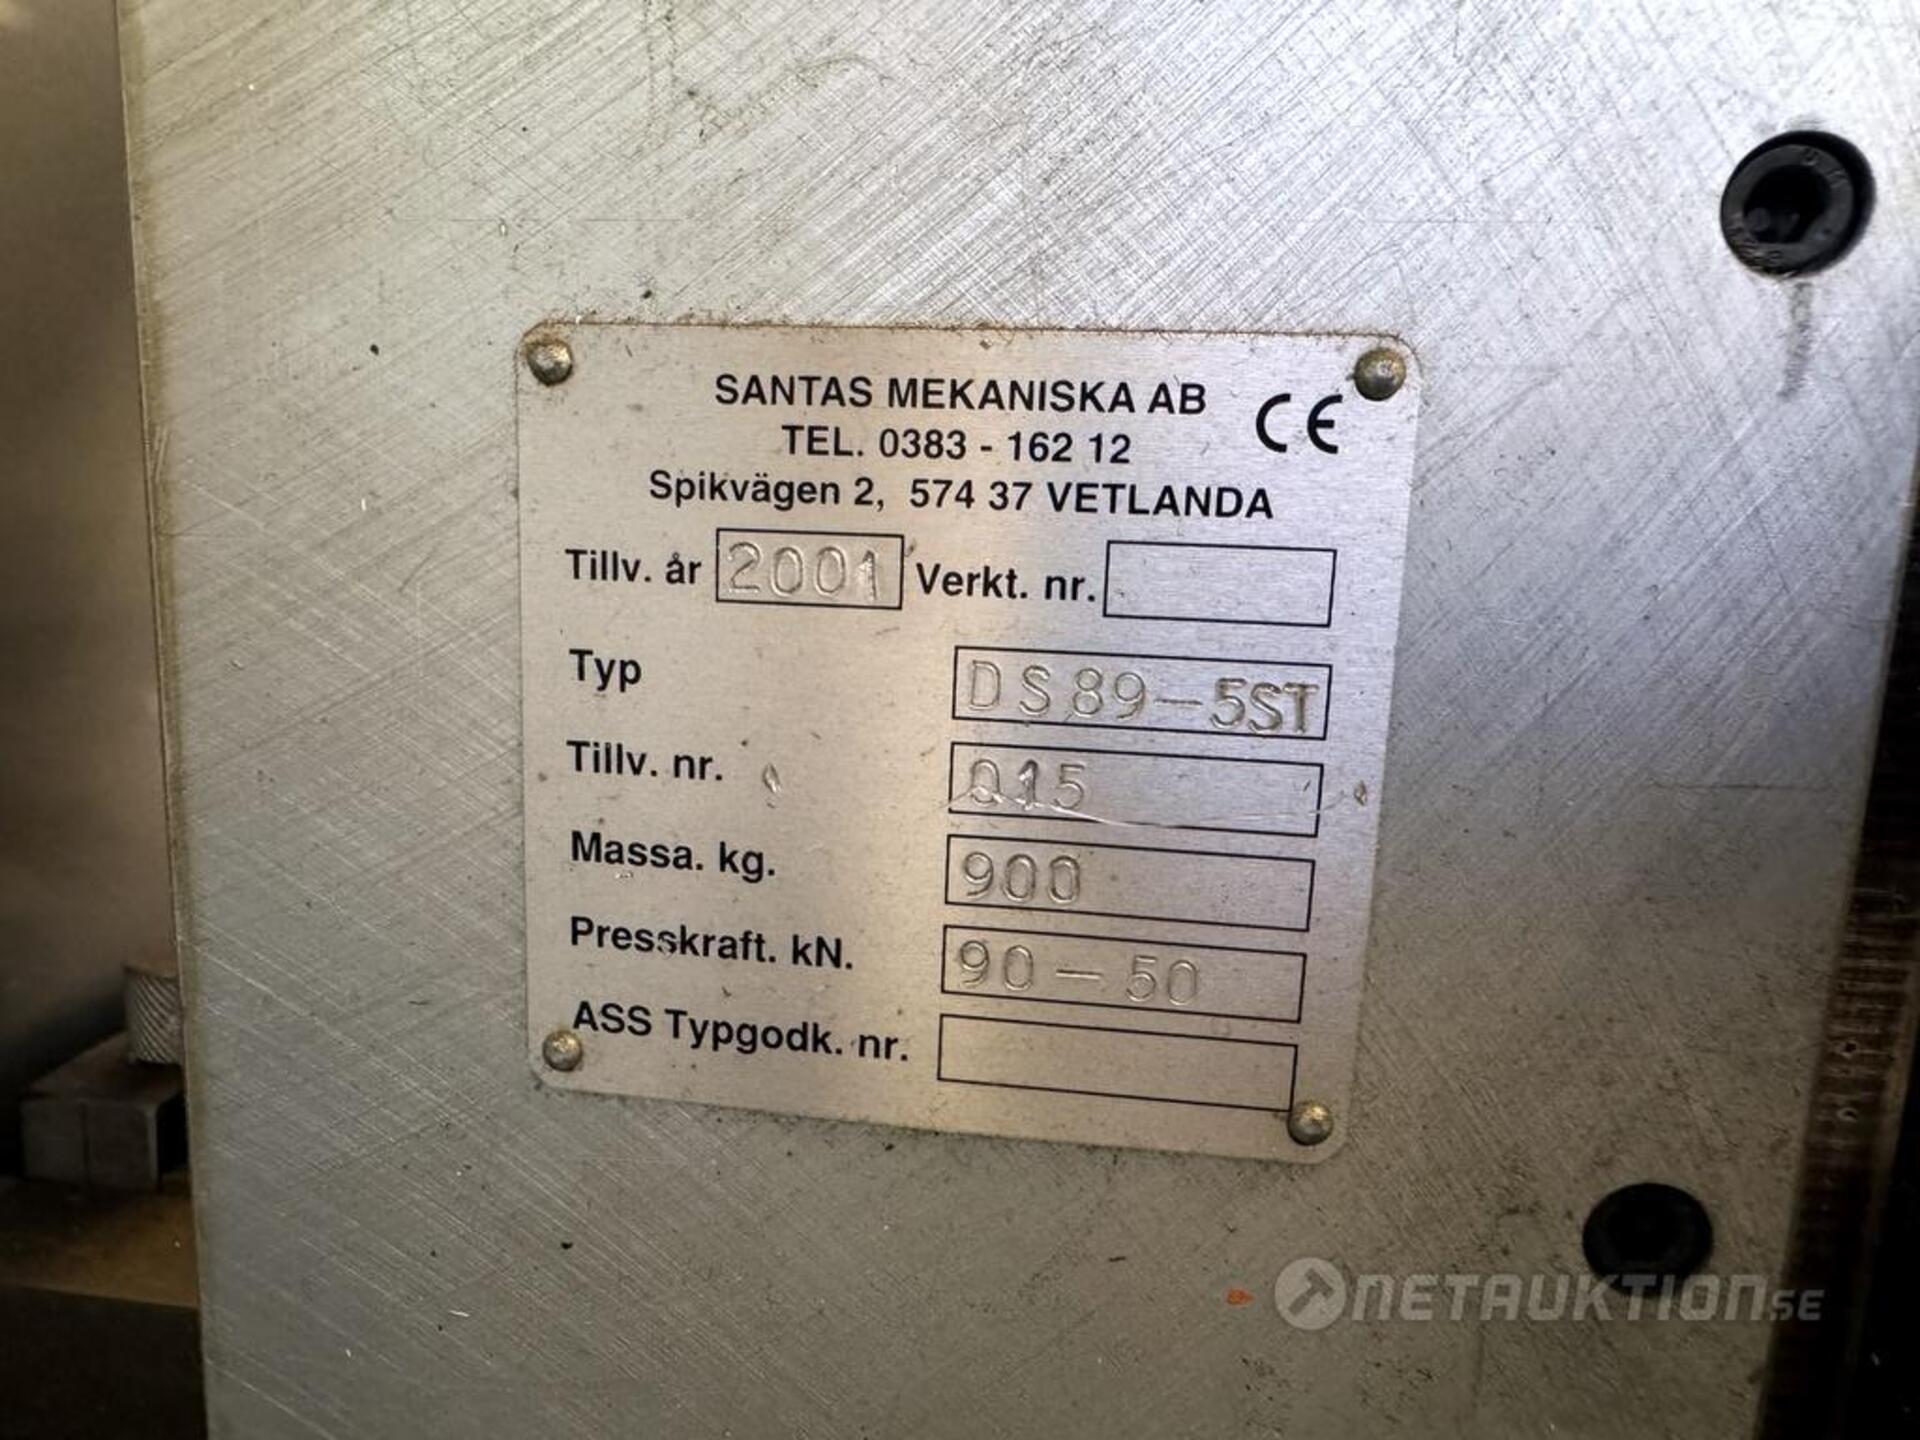 SANTAS MEKANISKA AB CE
TEL. 0383 - 162 12
Spikvägen 2, 574 37 VETLANDA
Tillv. år 2001 Verkt. nr.
Typ DS89-5ST
Tillv. nr. 015
Massa. kg. 900
Presskraft. kN. 90-50
ASS Typgodk. nr.
NETAUKTION.SE